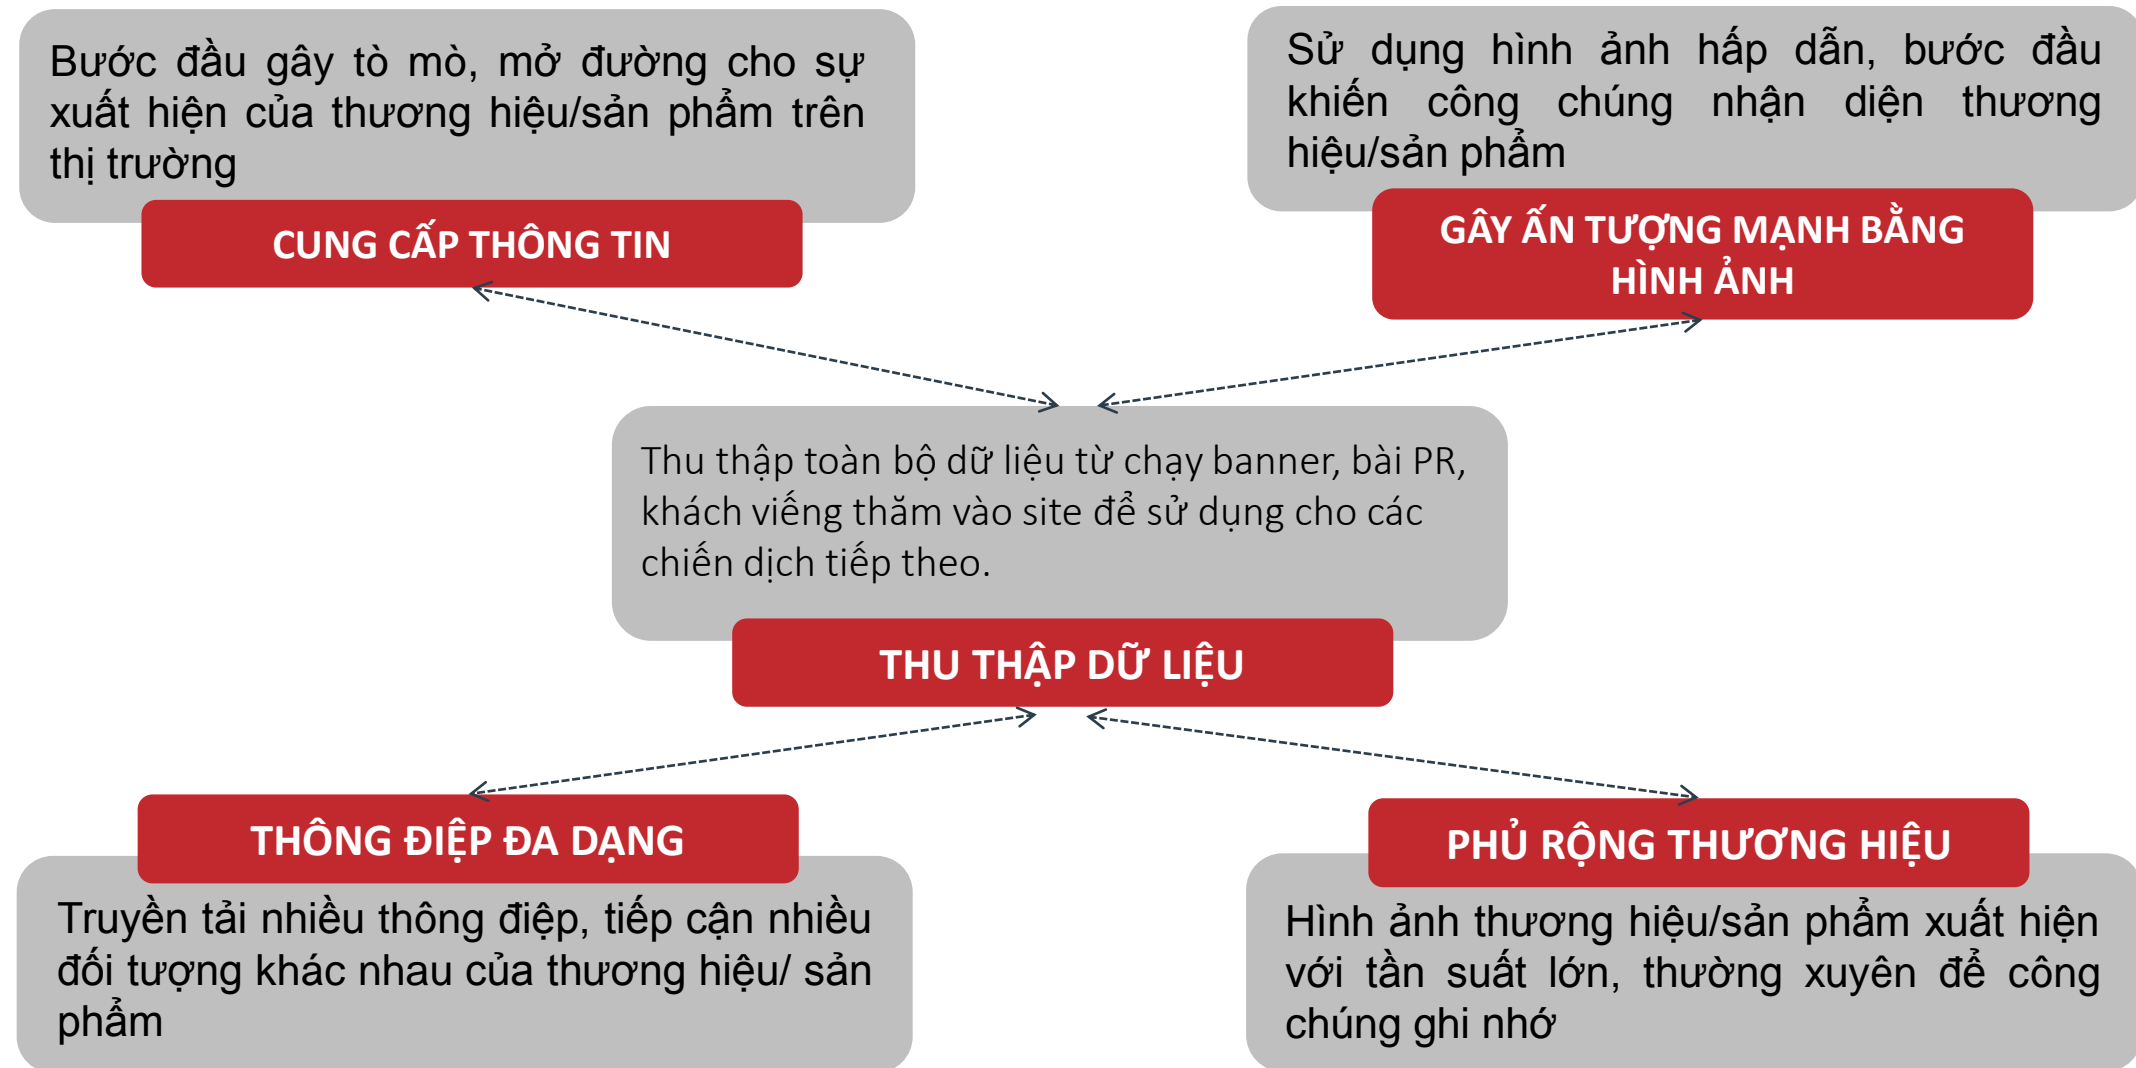 Bước đầu gây tò mò, mở đường cho sự
xuất hiện của thương hiệu/sản phẩm trên
thị trường
CUNG CẤP THÔNG TIN
Sử dụng hình ảnh hấp dẫn, bước đầu
khiến công chúng nhận diện thương
hiệu/sản phẩm
GÂY ẤN TƯỢNG MẠNH BẰNG
HÌNH ẢNH
Thu thập toàn bộ dữ liệu từ chạy banner, bài PR,
khách viếng thăm vào site để sử dụng cho các
chiến dịch tiếp theo.
THU THẬP DỮ LIỆU
THÔNG ĐIỆP ĐA DẠNG
Truyền tải nhiều thông điệp, tiếp cận nhiều
đối tượng khác nhau của thương hiệu/ sản
phẩm
PHỦ RỘNG THƯƠNG HIỆU
Hình ảnh thương hiệu/sản phẩm xuất hiện
với tần suất lớn, thường xuyên để công
chúng ghi nhớ